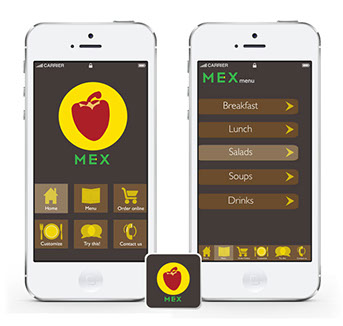 CARRIER
MEX
Home Menu Order online
Customize Try this! Contact us
CARRIER
MEX menu
Breakfast
Lunch
Salads
Soups
Drinks
MEX